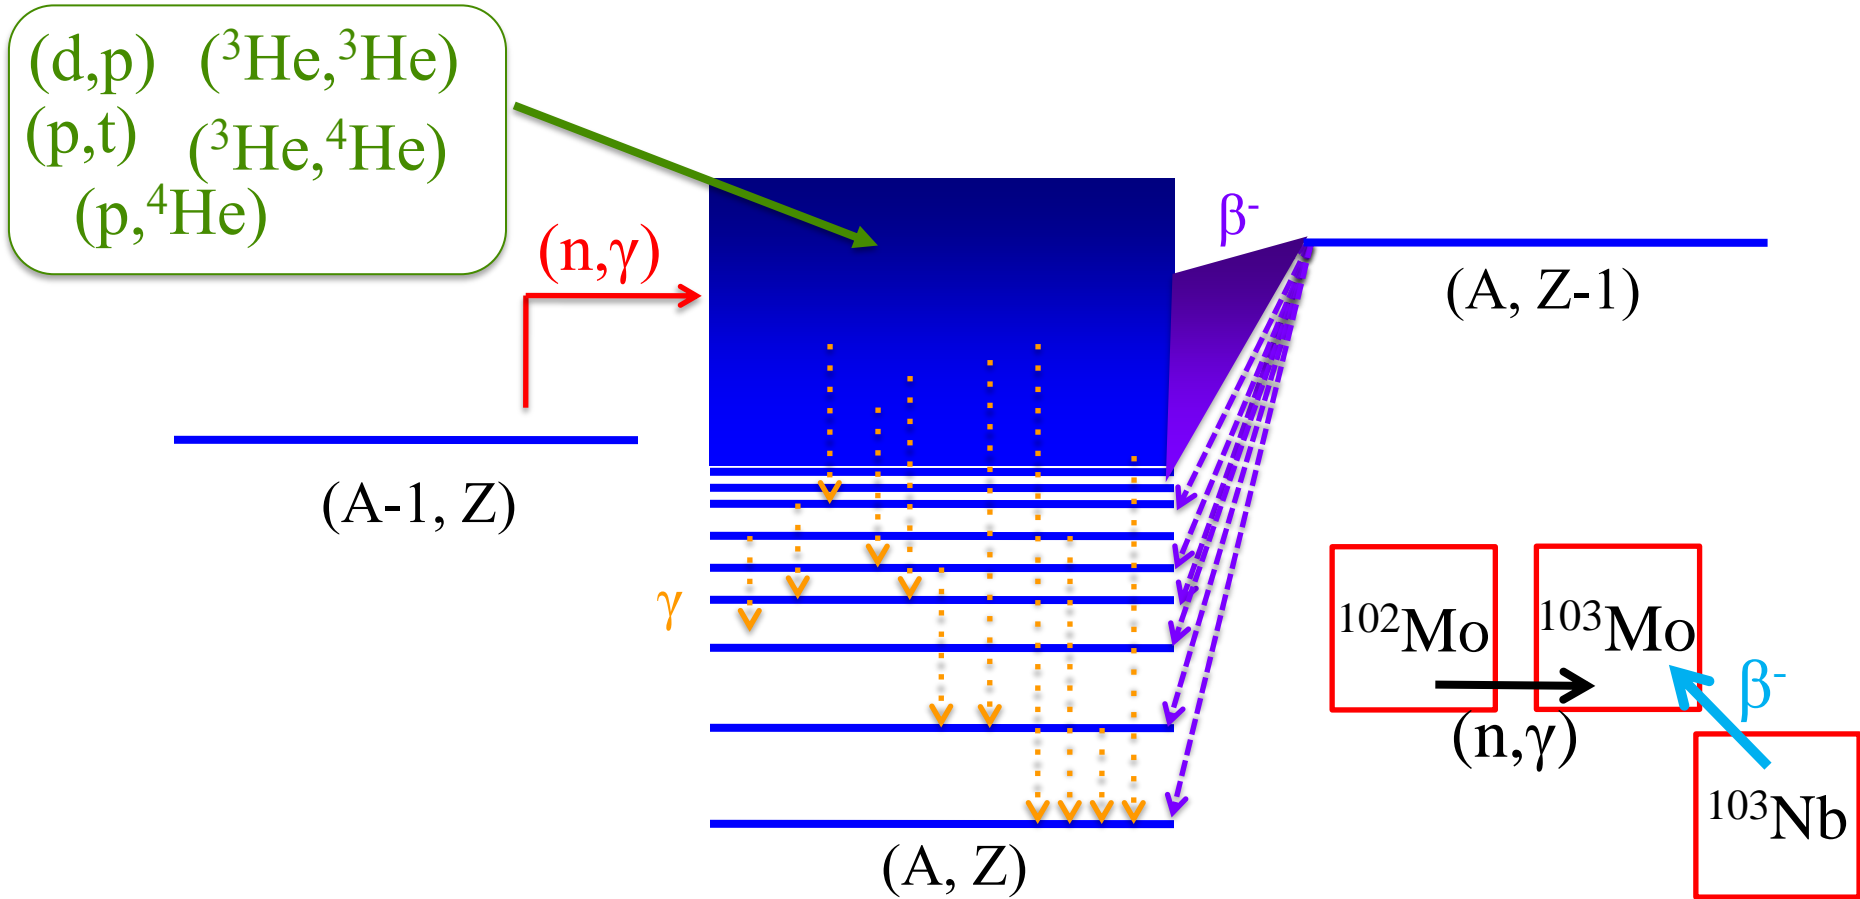 (d,p) (³He,³He)
(p,t) (³He,⁴He)
(p,⁴He)
(n,γ)
β⁻
(A, Z-1)
(A-1, Z)
γ
(A, Z)
¹⁰²Mo ¹⁰³Mo
(n,γ)
β⁻
¹⁰³Nb